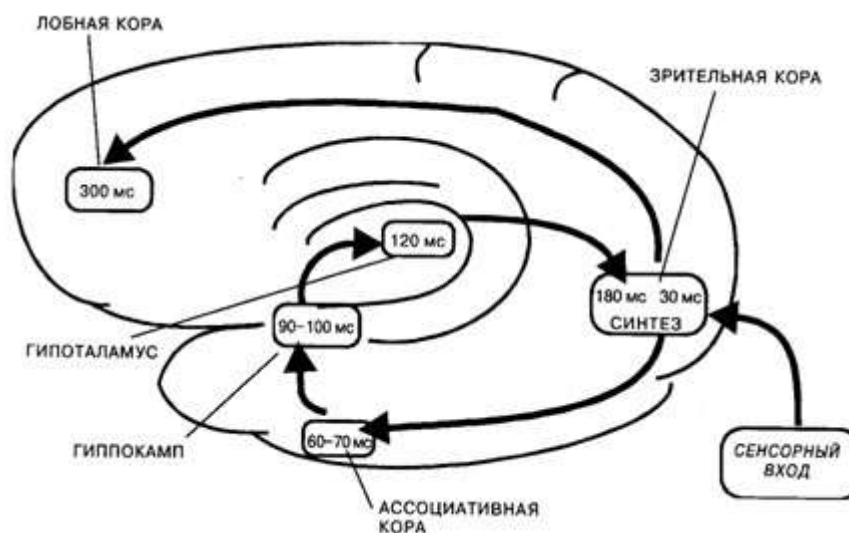 ЛОБНАЯ КОРА
ЗРИТЕЛЬНАЯ КОРА
300 мс
120 мс
180 мс 30 мс
СИНТЕЗ
90–100 мс
ГИПОТАЛАМУС
ГИППОКАМП
60–70 мс
СЕНСОРНЫЙ
ВХОД
АССОЦИАТИВНАЯ
КОРА